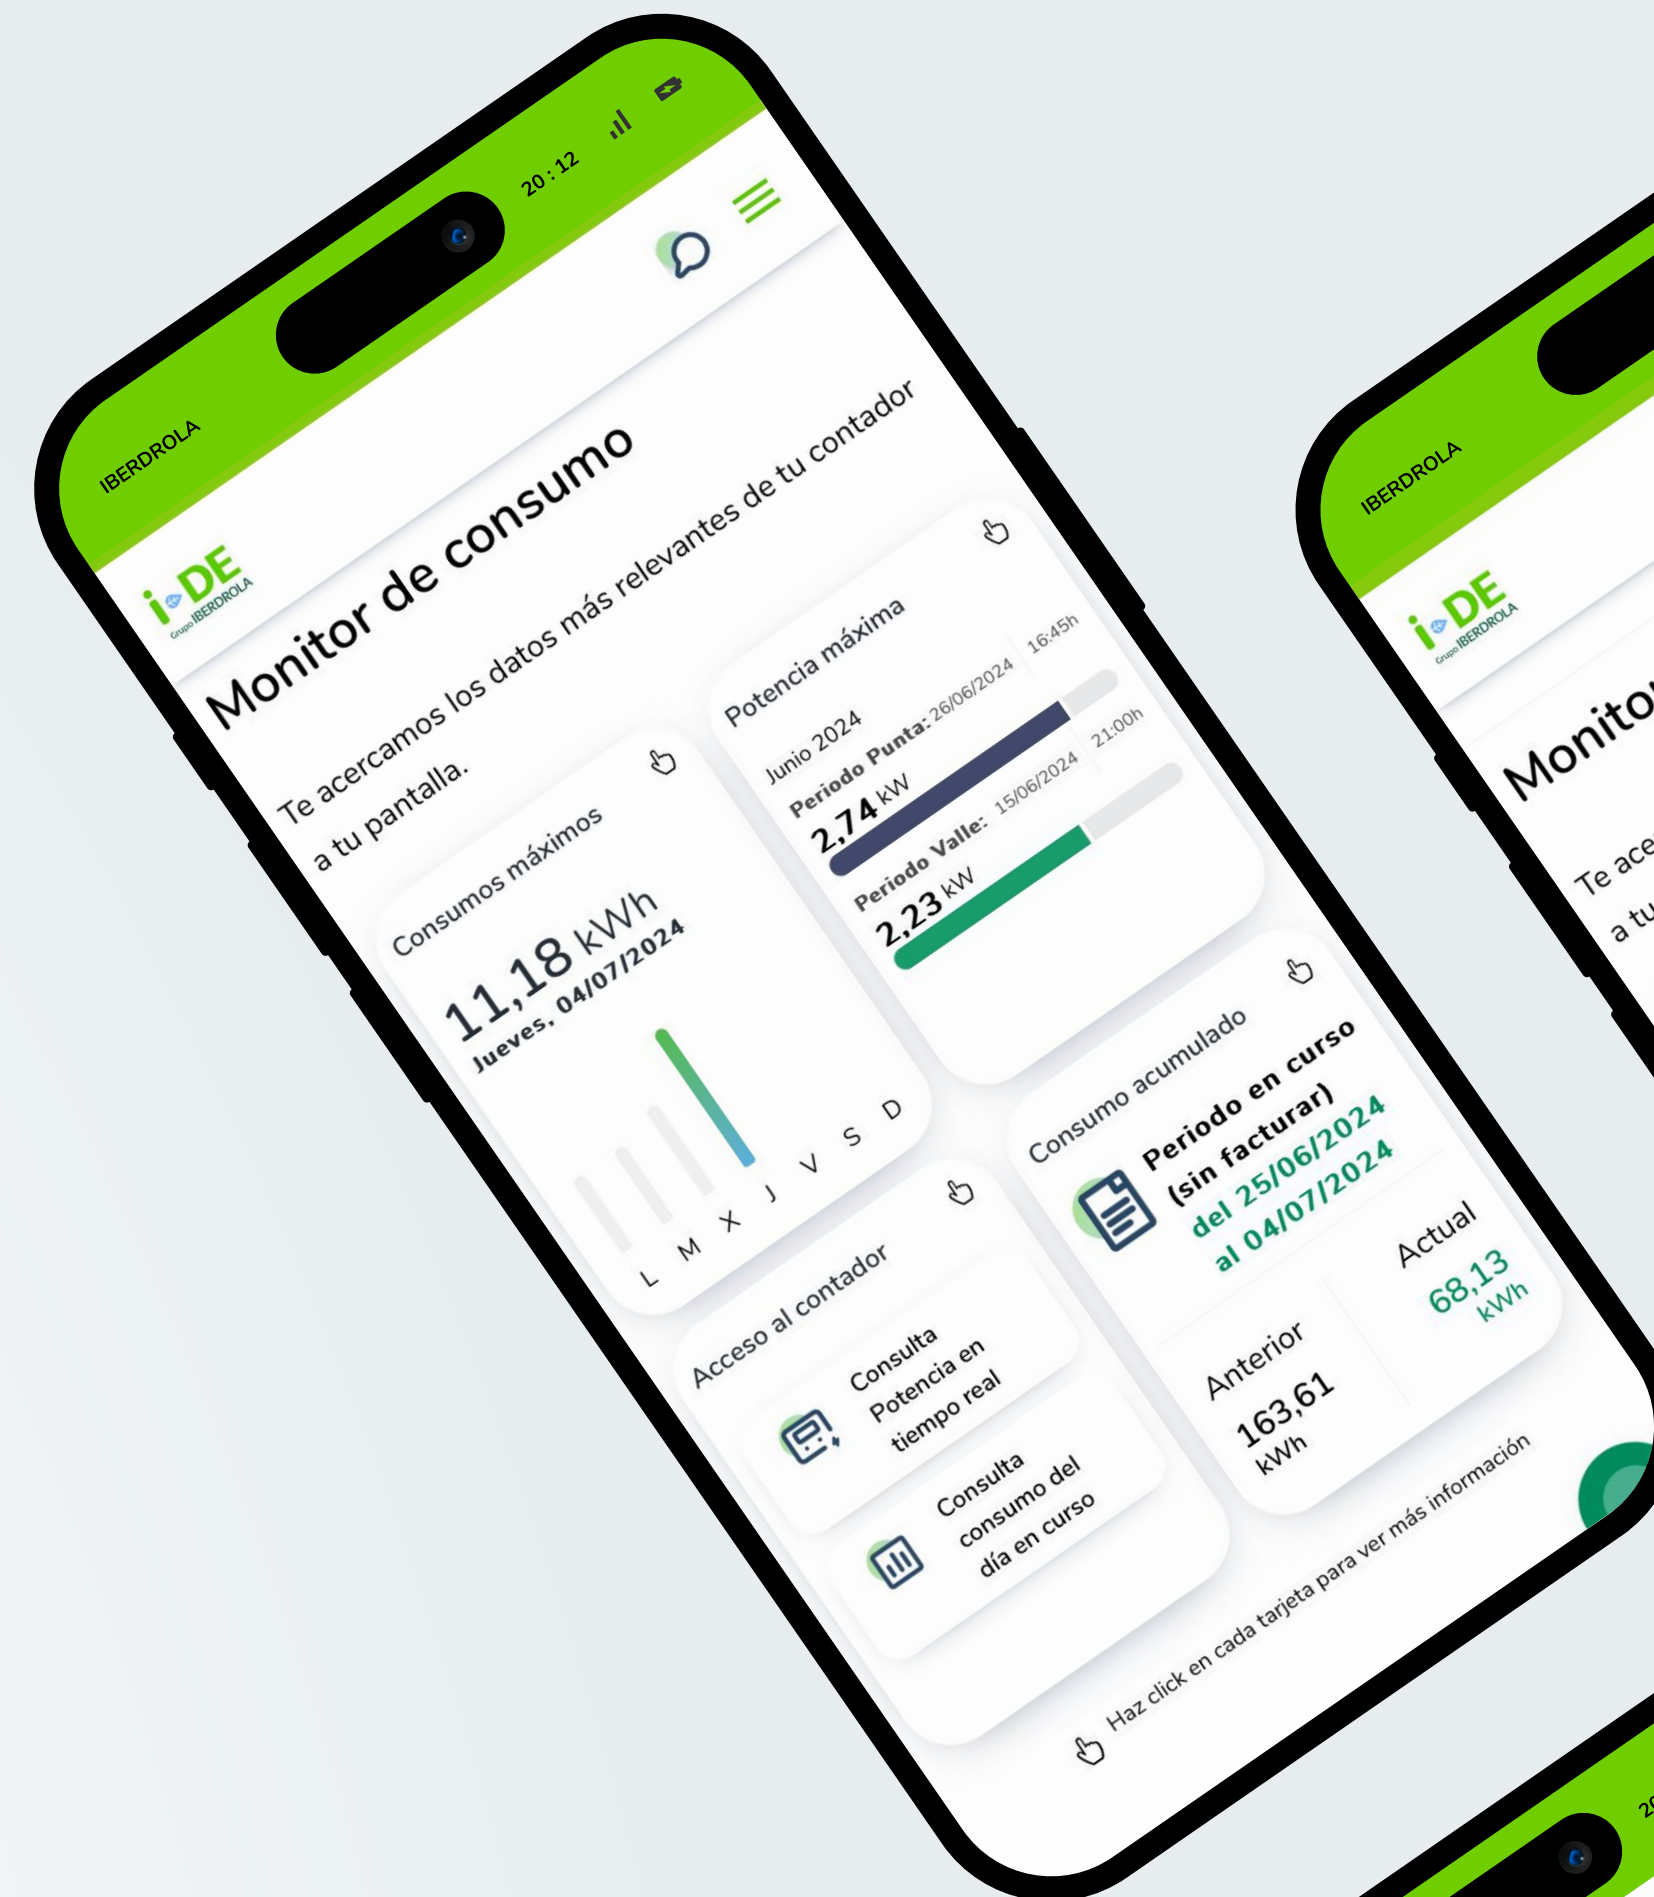 IBERDROLA
20:12
i-DE
Grupo IBERDROLA
Monitor de consumo
Te acercamos los datos más relevantes de tu contador
a tu pantalla.
Consumos máximos
11,18 kWh
Jueves, 04/07/2024
L M X J V S D
Potencia máxima
Junio 2024
Periodo Punta: 26/06/2024 16:45h
2,74 kW
Periodo Valle: 15/06/2024 21:00h
2,23 kW
Acceso al contador
Consulta
Potencia en
tiempo real
Consulta
consumo del
día en curso
Consumo acumulado
Periodo en curso
(sin facturar)
del 25/06/2024
al 04/07/2024
Anterior
163,61
kWh
Actual
68,13
kWh
Haz click en cada tarjeta para ver más información
IBERDROLA
i-DE
Grupo IBERDROLA